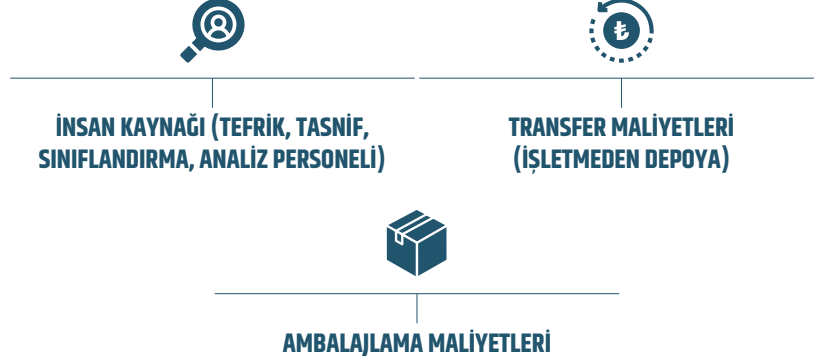 İNSAN KAYNAĞI (TEFRİK, TASNİF,
SINIFLANDIRMA, ANALİZ PERSONELİ)
TRANSFER MALİYETLERİ
(İŞLETMEDEN DEPOYA)
AMBALAJLAMA MALİYETLERİ